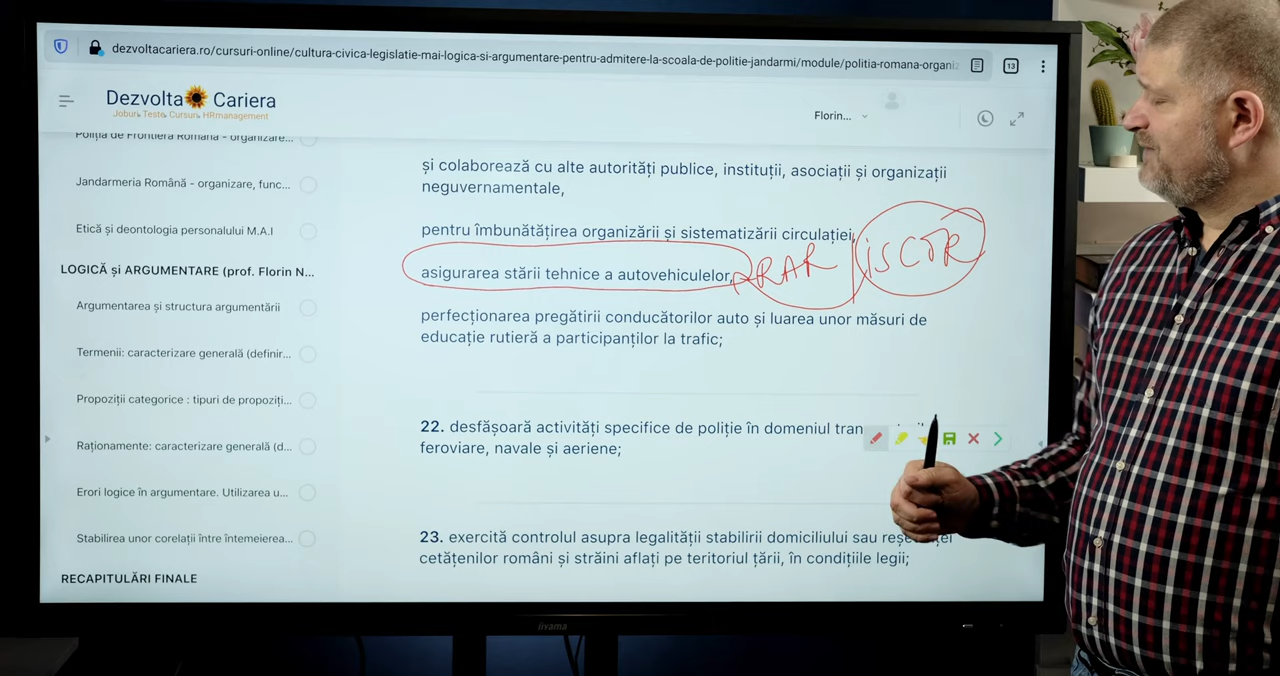 dezvoltacariera.ro/cursuri-online/cultura-civica-legislatie-mai-logica-si-argumentare-pentru-admitere-la-scoala-de-politie-jandarmi/module/politia-romana-organiz
13
Dezvolta Cariera
Joburi, Teste, Cursuri, HRmanagement
Florin...
Poliția de Frontieră Română - organizare...
Jandarmeria Română - organizare, func...
Etică și deontologia personalului M.A.I
LOGICĂ și ARGUMENTARE (prof. Florin N...
Argumentarea și structura argumentării
Termenii: caracterizare generală (definir...
Propoziții categorice : tipuri de propoziți...
Raționamente: caracterizare generală (d...
Erori logice în argumentare. Utilizarea u...
Stabilirea unor corelații între întemeierea...
RECAPITULĂRI FINALE
și colaborează cu alte autorități publice, instituții, asociații și organizații
neguvernamentale,
pentru îmbunătățirea organizării și sistematizării circulației,
asigurarea stării tehnice a autovehiculelor, RAR iSCTR
perfecționarea pregătirii conducătorilor auto și luarea unor măsuri de
educație rutieră a participanților la trafic;
22. desfășoară activități specifice de poliție în domeniul
feroviare, navale și aeriene;
23. exercită controlul asupra legalității stabilirii domiciliului sau
cetățenilor români și străini aflați pe teritoriul țării, în condițiile legii;
iiyama